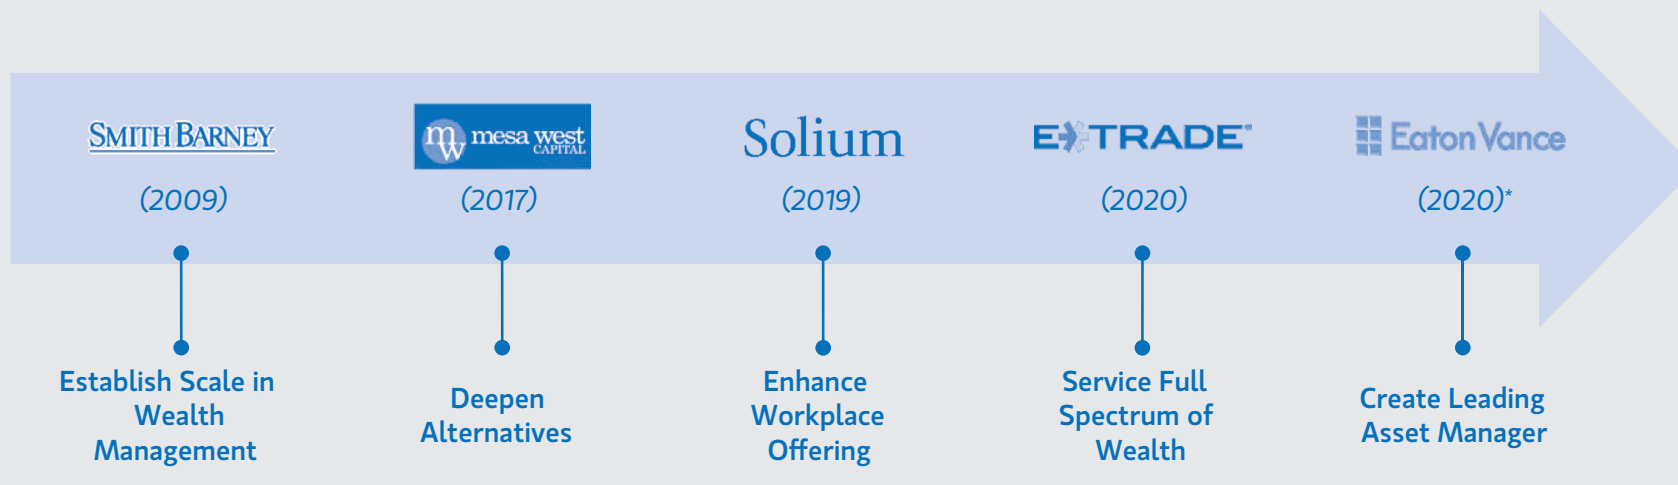 SMITH BARNEY
(2009)
Establish Scale in
Wealth
Management
mw mesa west
CAPITAL
(2017)
Deepen
Alternatives
Solium
(2019)
Enhance
Workplace
Offering
E*TRADE®
(2020)
Service Full
Spectrum of
Wealth
Eaton Vance
(2020)*
Create Leading
Asset Manager